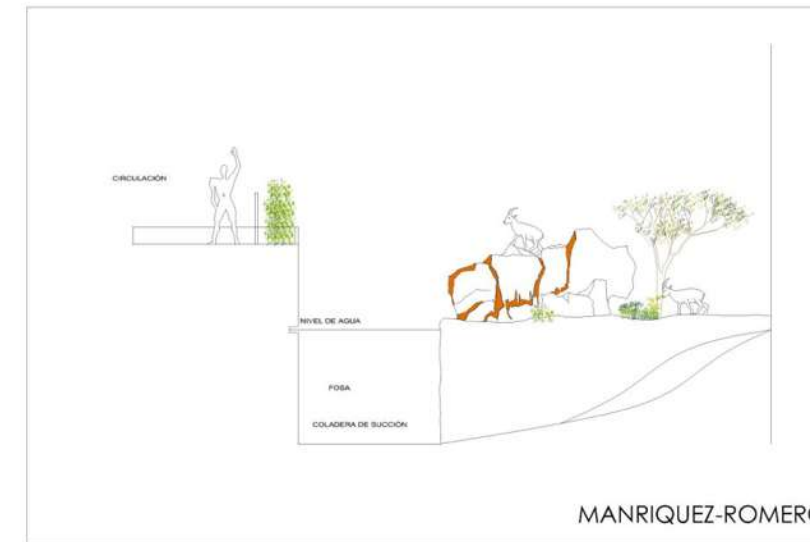 CIRCULACIÓN
NIVEL DE AGUA
FOSA
COLADERA DE SUCCIÓN
MANRIQUEZ-ROMERO